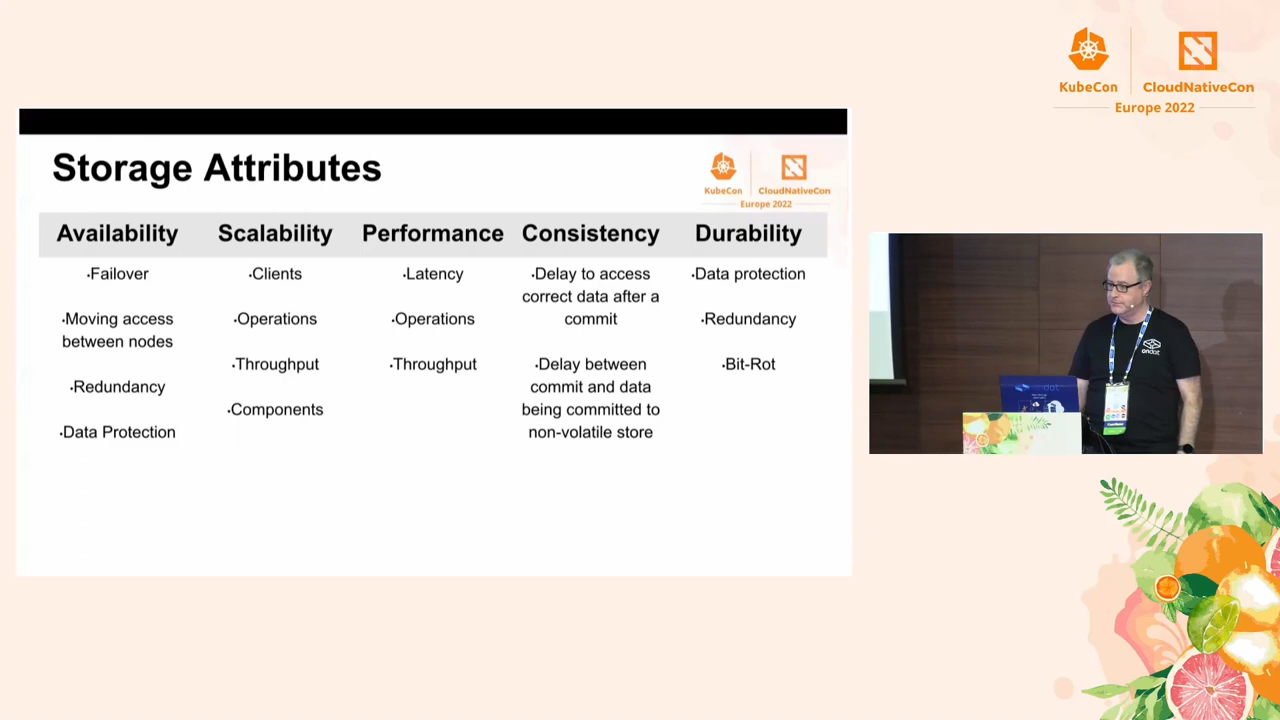 KubeCon
CloudNativeCon
Europe 2022
Storage Attributes
KubeCon
CloudNativeCon
Europe 2022
Availability Scalability Performance Consistency Durability
·Failover
·Moving access
between nodes
·Redundancy
·Data Protection
·Clients
·Operations
·Throughput
·Components
·Latency
·Operations
·Throughput
·Delay to access
correct data after a
commit
·Delay between
commit and data
being committed to
non-volatile store
·Data protection
·Redundancy
·Bit-Rot
ondat